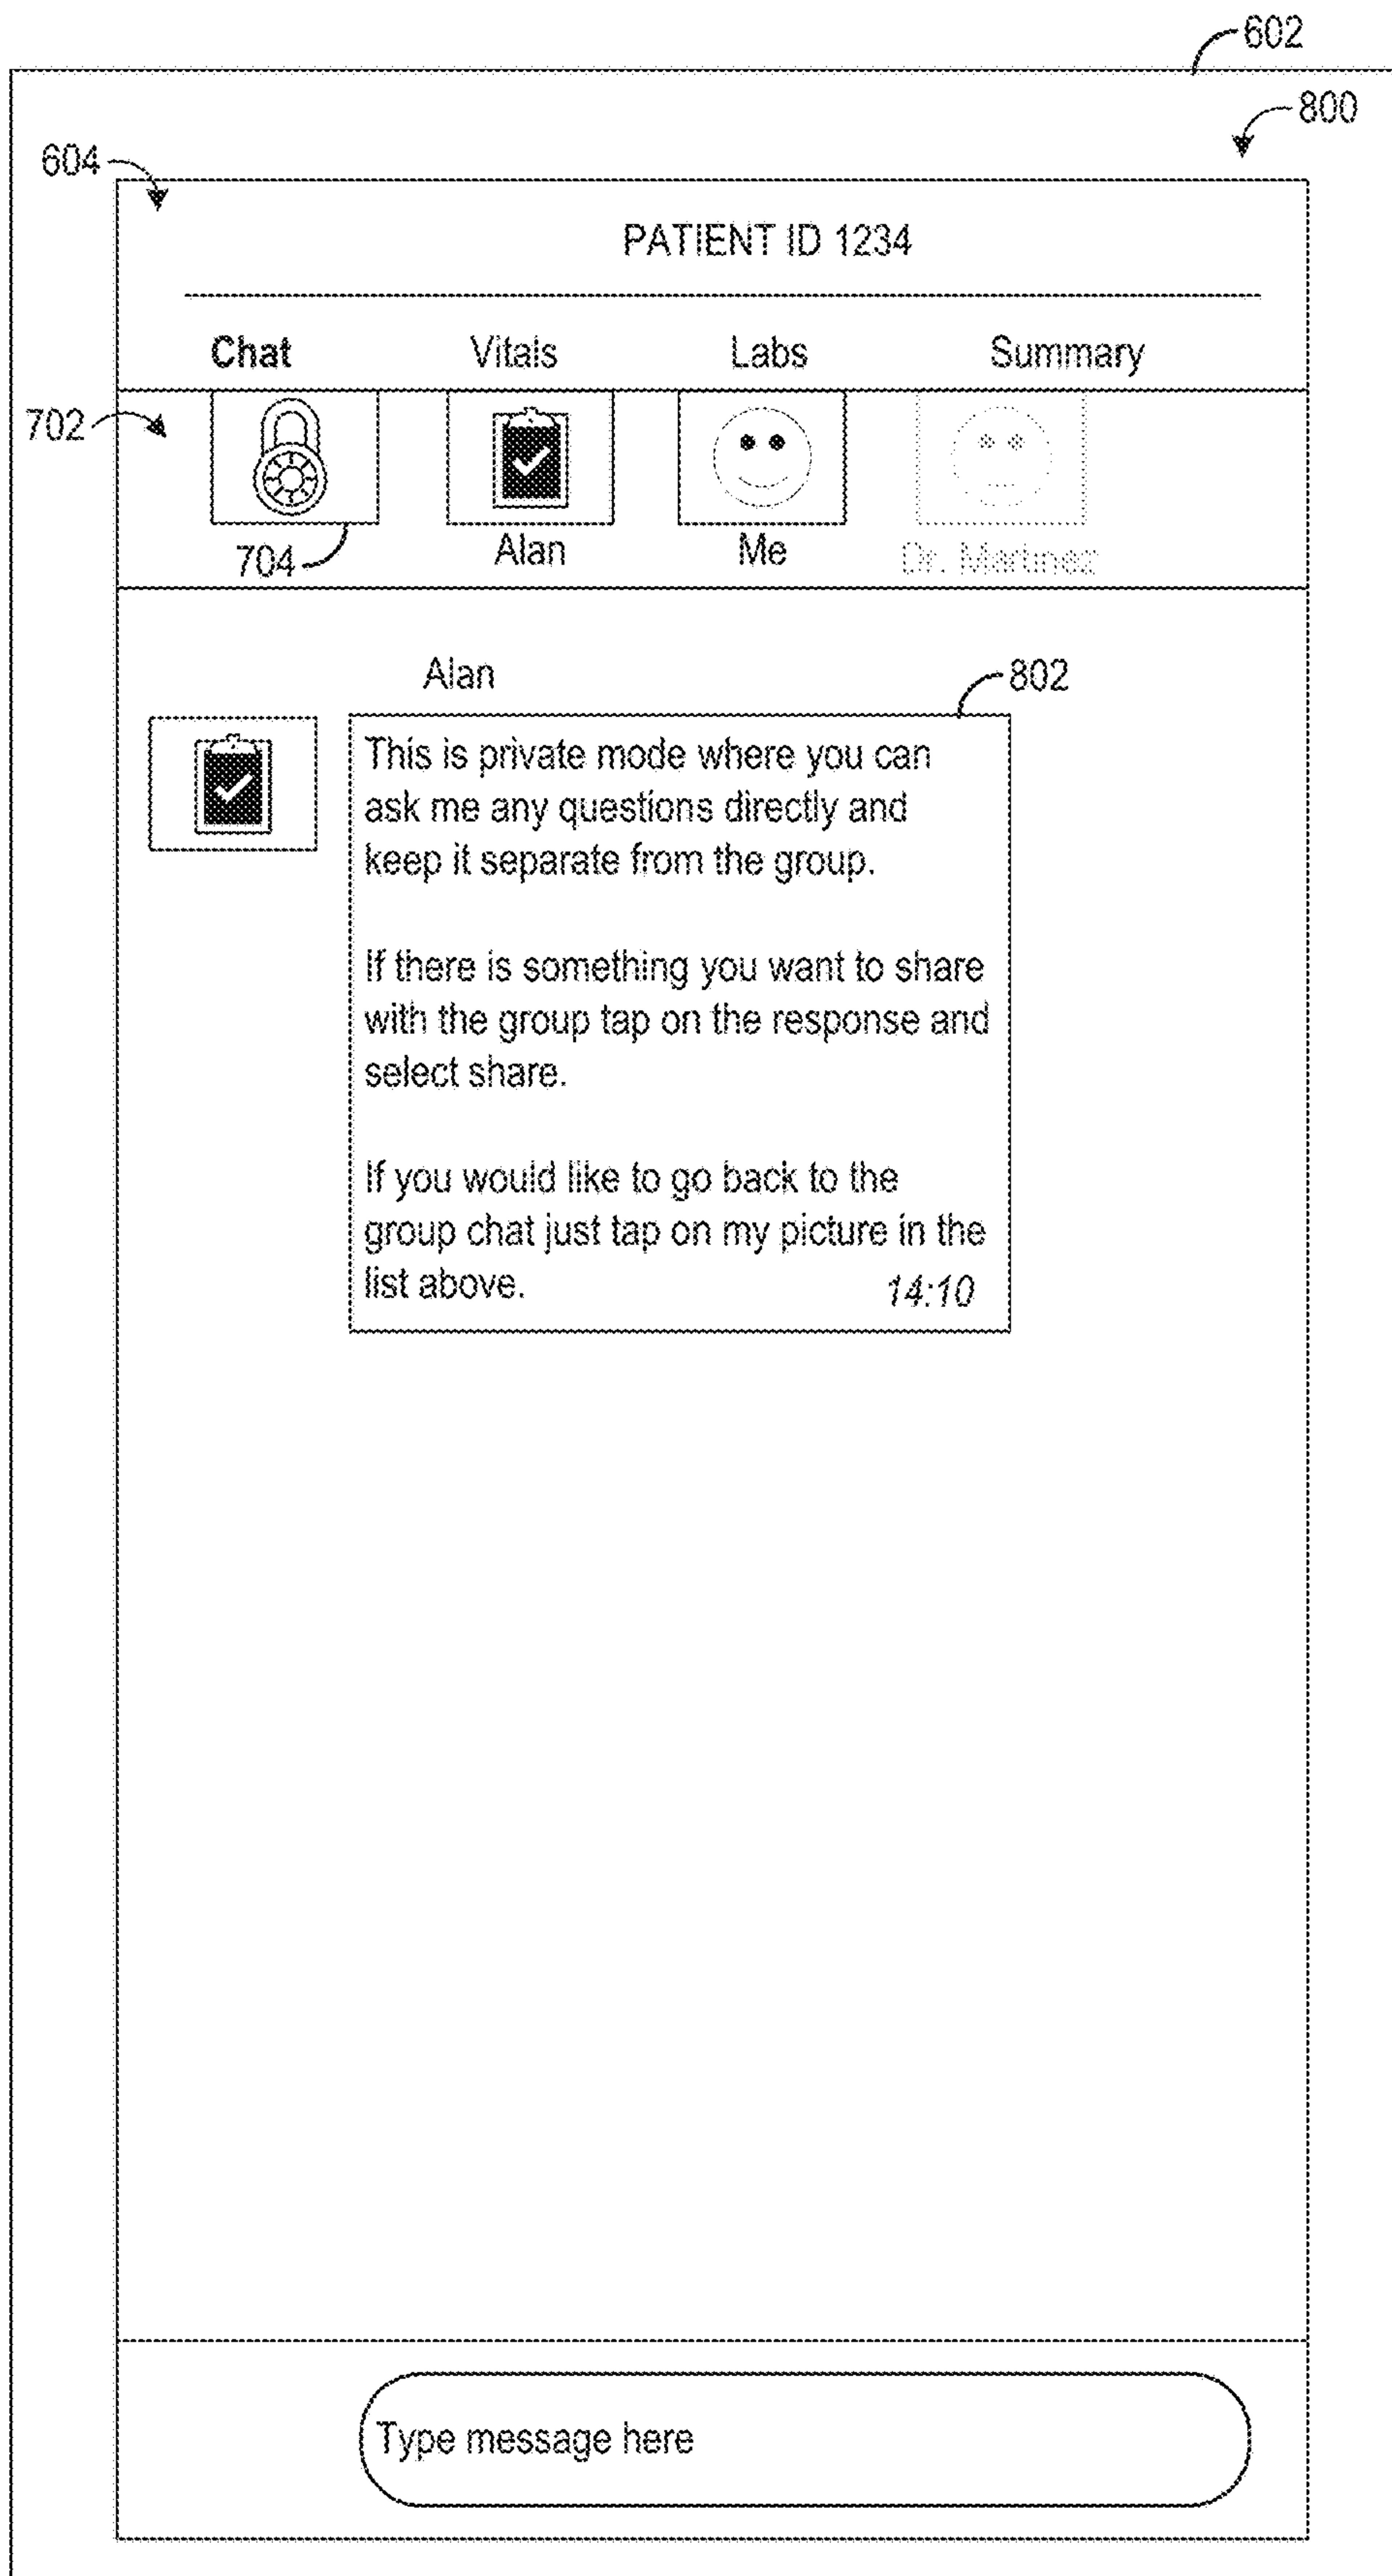 602
800
604
PATIENT ID 1234
Chat Vitals Labs Summary
702
704 Alan Me Dr. Martinez
Alan
802
This is private mode where you can
ask me any questions directly and
keep it separate from the group.
If there is something you want to share
with the group tap on the response and
select share.
If you would like to go back to the
group chat just tap on my picture in the
list above. 14:10
Type message here